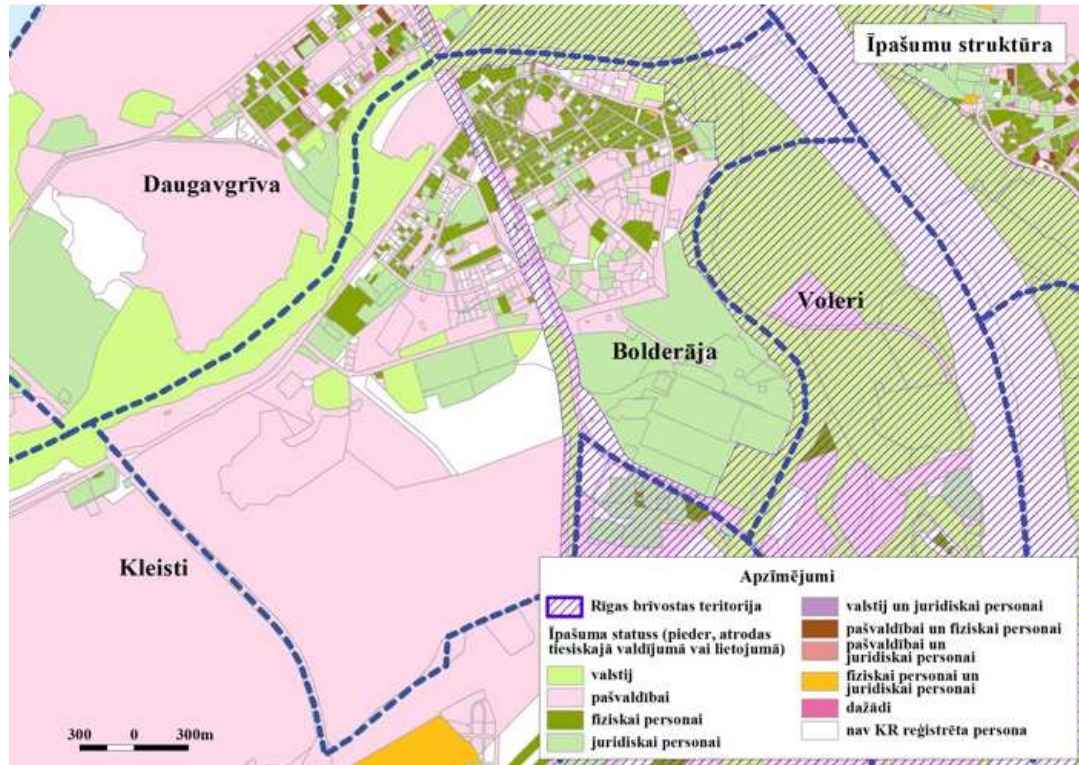 Īpašumu struktūra
Daugavgrīva
Voleri
Bolderāja
Kleisti
Apzīmējumi
Rīgas brīvostas teritorija
Īpašuma statuss (pieder, atrodas
tiesiskajā valdījumā vai lietojumā)
valstij
pašvaldībai
fiziskai personai
juridiskai personai
valstij un juridiskai personai
pašvaldībai un fiziskai personai
pašvaldībai un
juridiskai personai
fiziskai personai un
juridiskai personai
dažādi
nav KR reģistrēta persona
300 0 300m